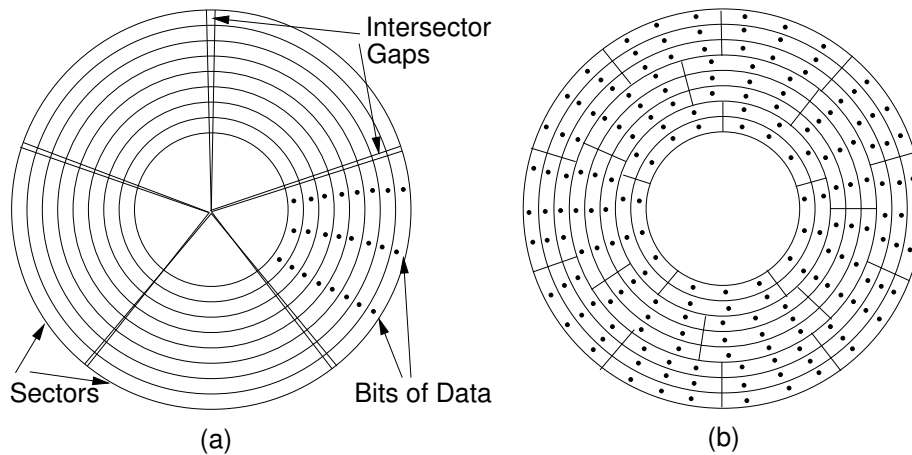 Intersector
Gaps
Sectors
Bits of Data
(a)
(b)